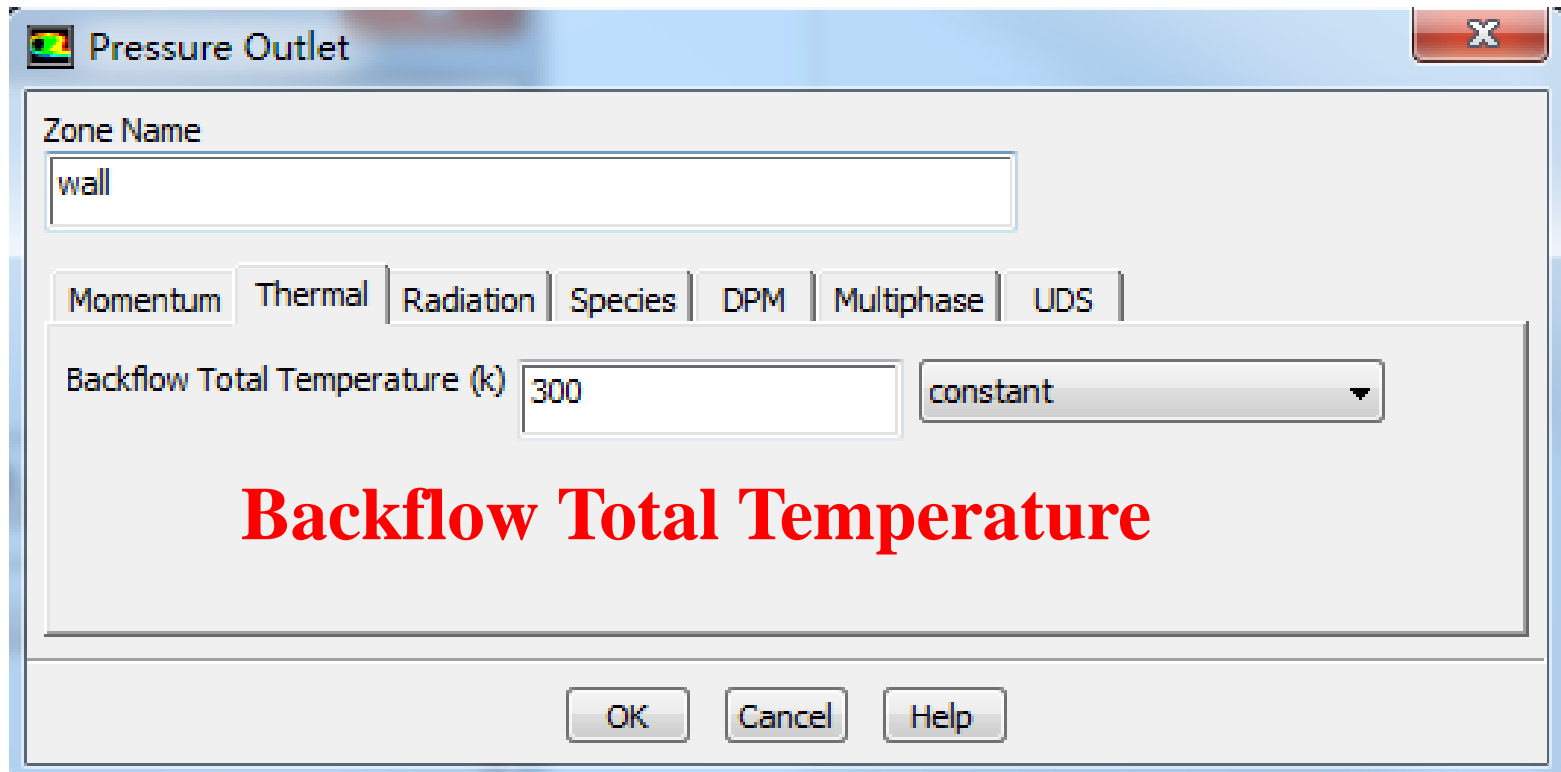 Pressure Outlet
Zone Name
wall
Momentum Thermal Radiation Species DPM Multiphase UDS
Backflow Total Temperature (k) 300 constant
Backflow Total Temperature
OK Cancel Help